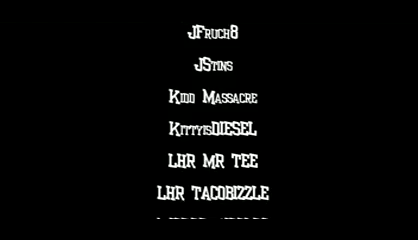 JFruch8
JStins
Kidd Massacre
KittyisDIESEL
LHR MR TEE
LHR TACOBIZZLE